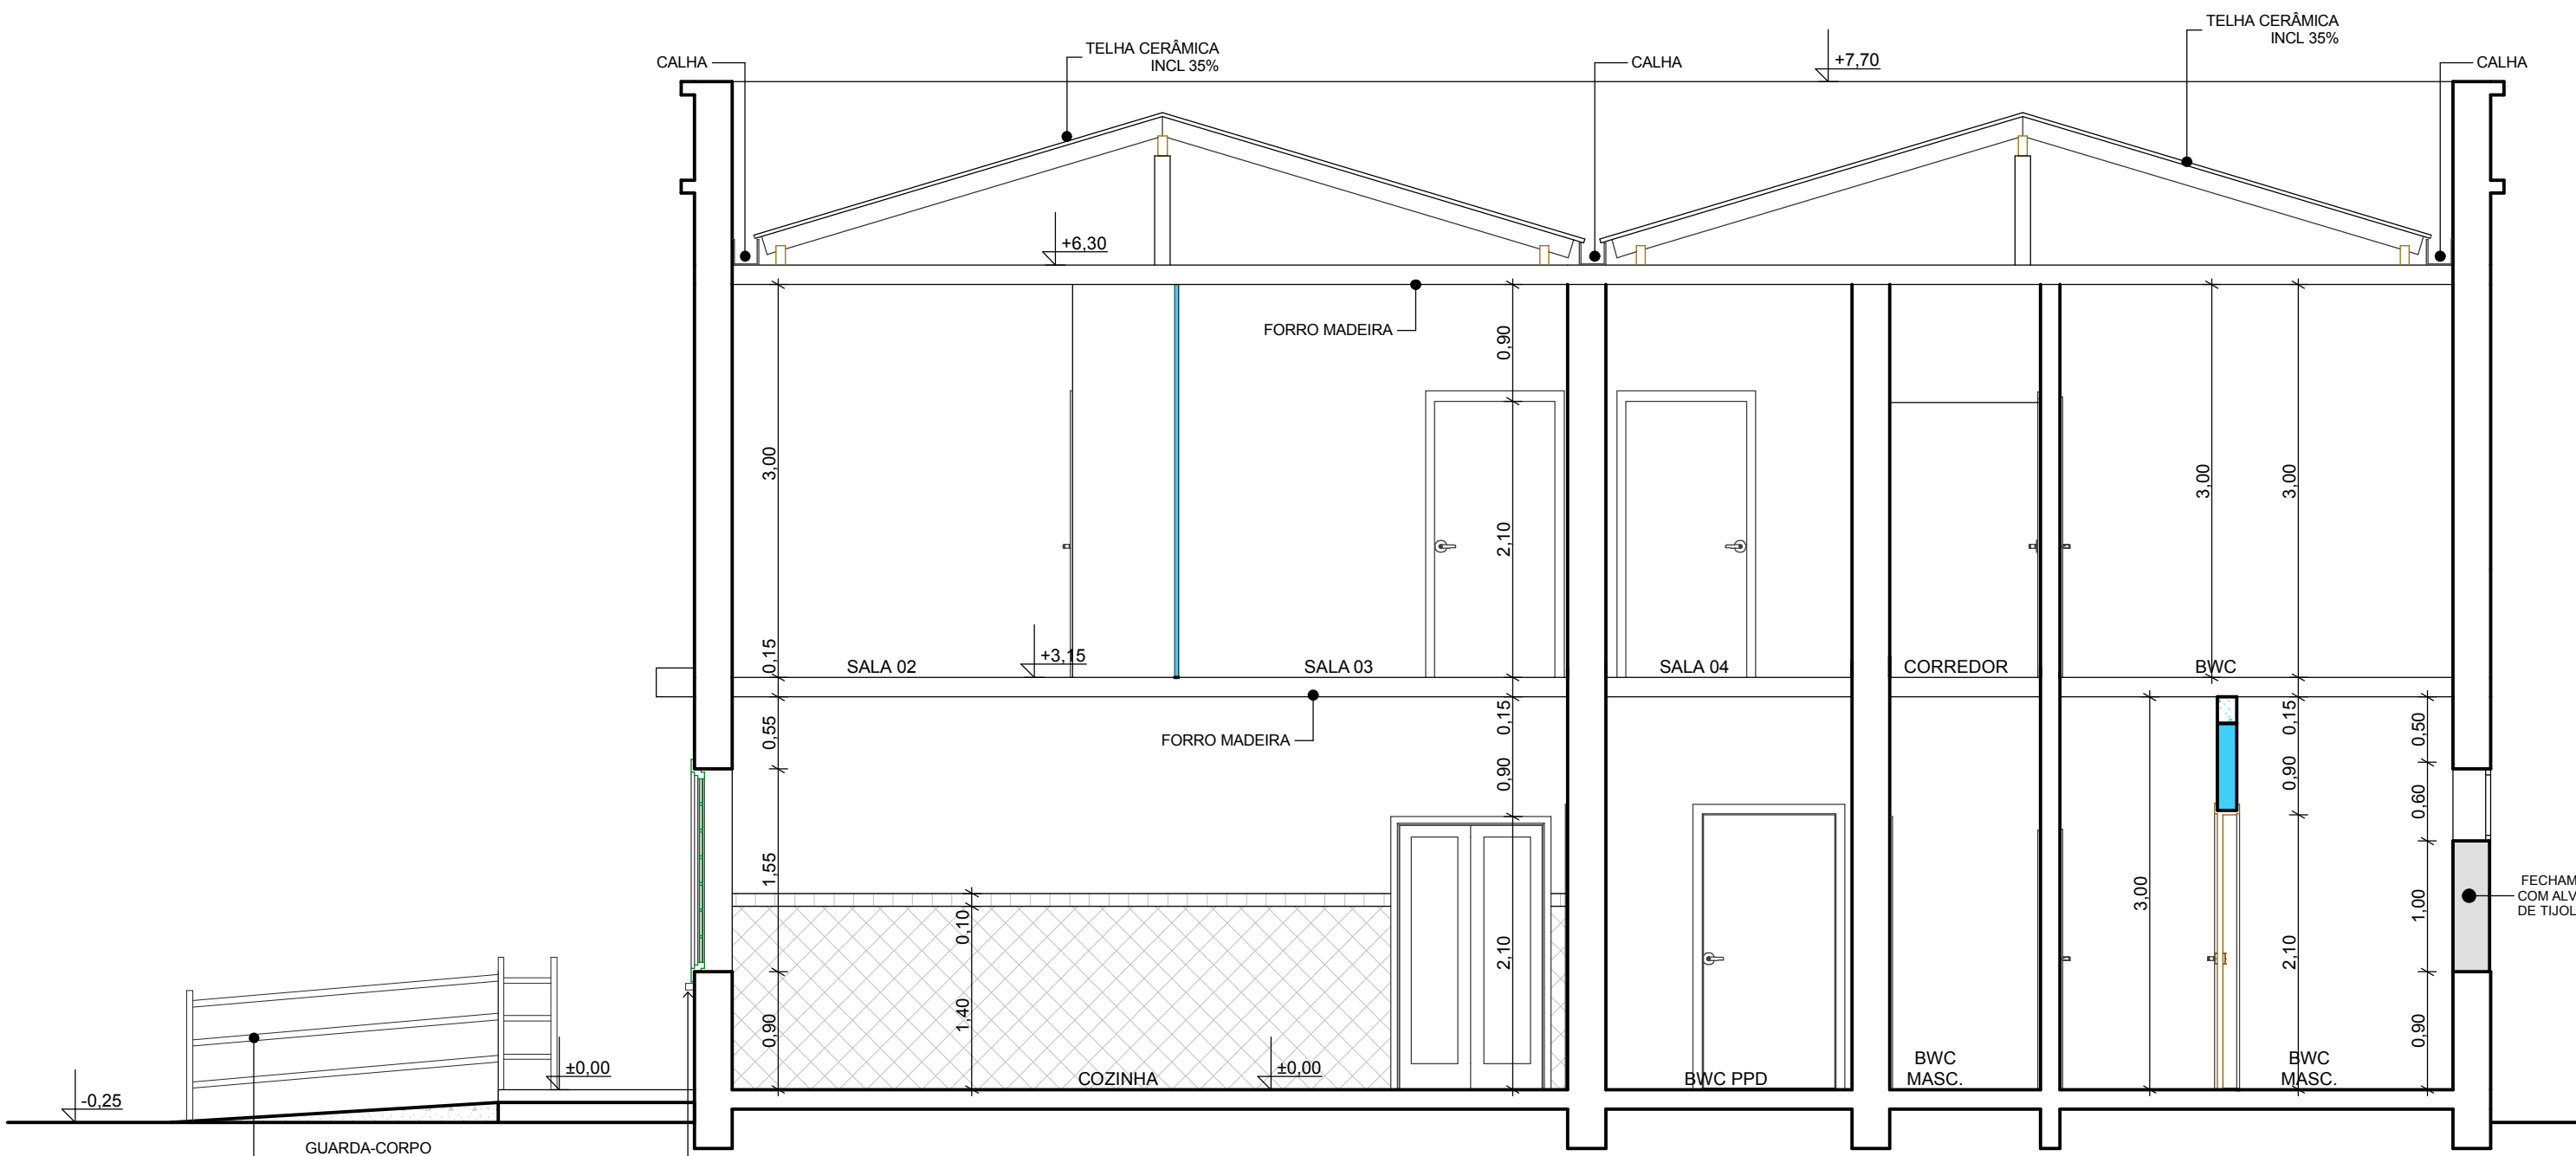 TELHA CERÂMICA
INCL 35%
TELHA CERÂMICA
INCL 35%
CALHA
CALHA
+7,70
CALHA
+6,30
FORRO MADEIRA
0,90
3,00
3,00
3,00
2,10
0,15
+3,15
SALA 02
SALA 03
SALA 04
CORREDOR
BWC
0,55
FORRO MADEIRA
0,15
0,15
0,50
0,90
0,90
0,60
1,55
3,00
1,00
FECHAM
COM ALV
DE TIJOL
0,10
2,10
2,10
1,40
0,90
0,90
±0,00
COZINHA
±0,00
BWC PPD
BWC
MASC.
BWC
MASC.
-0,25
GUARDA-CORPO